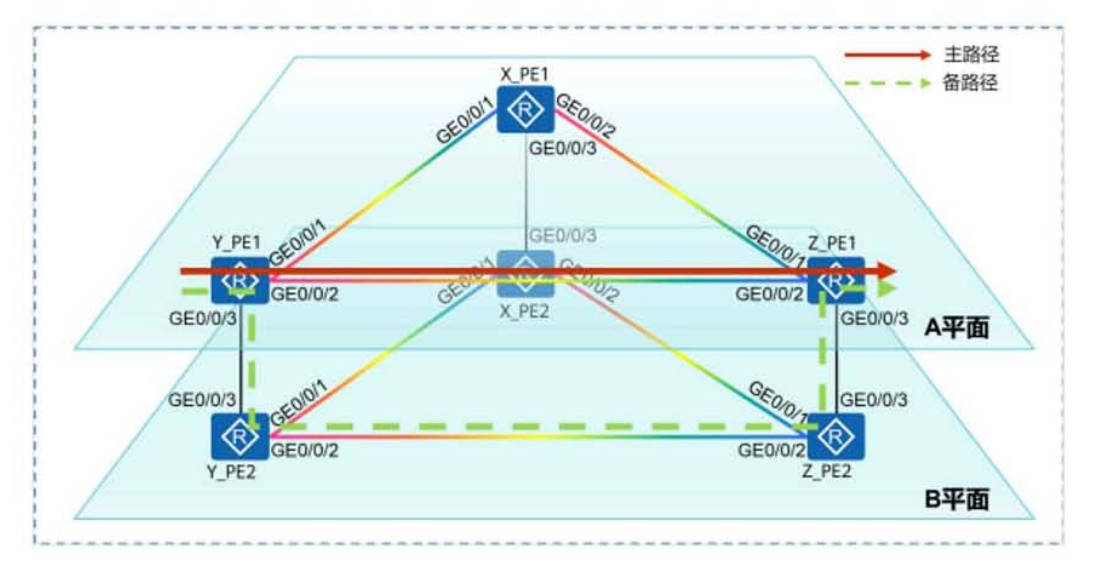 主路径
备路径
X_PE1
GE0/0/1
GE0/0/2
GE0/0/3
GE0/0/3
Y_PE1
GE0/0/1
GE0/0/2
GE0/0/3
GE0/0/1
R
GE0/0/2
X_PE2
Z_PE1
GE0/0/1
GE0/0/2
GE0/0/3
A平面
R
R
R
GE0/0/3
GE0/0/1
GE0/0/2
Y_PE2
R
GE0/0/3
GE0/0/1
GE0/0/2
Z_PE2
R
B平面